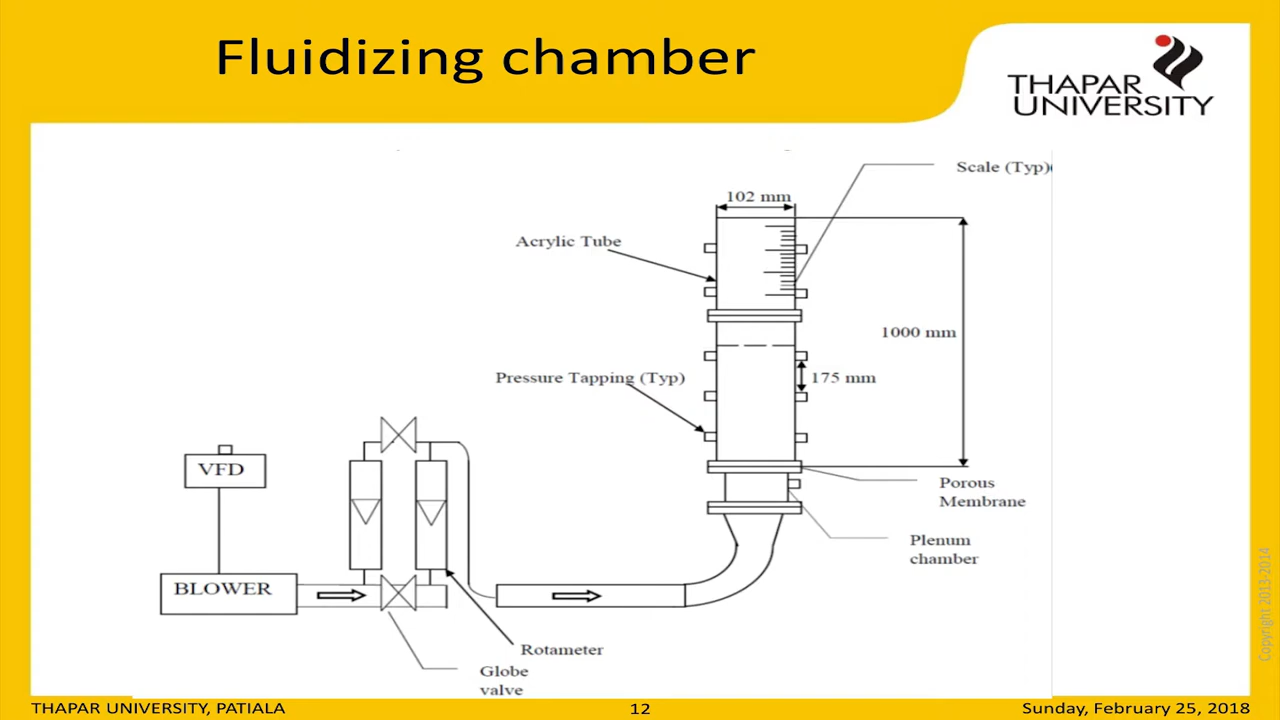 Fluidizing chamber
THAPAR
UNIVERSITY
Scale (Typ)
102 mm
Acrylic Tube
1000 mm
Pressure Tapping (Typ)
175 mm
VFD
Porous
Membrane
Plenum
chamber
BLOWER
Rotameter
Globe
valve
Copyright 2013-2014
THAPAR UNIVERSITY, PATIALA
12
Sunday, February 25, 2018